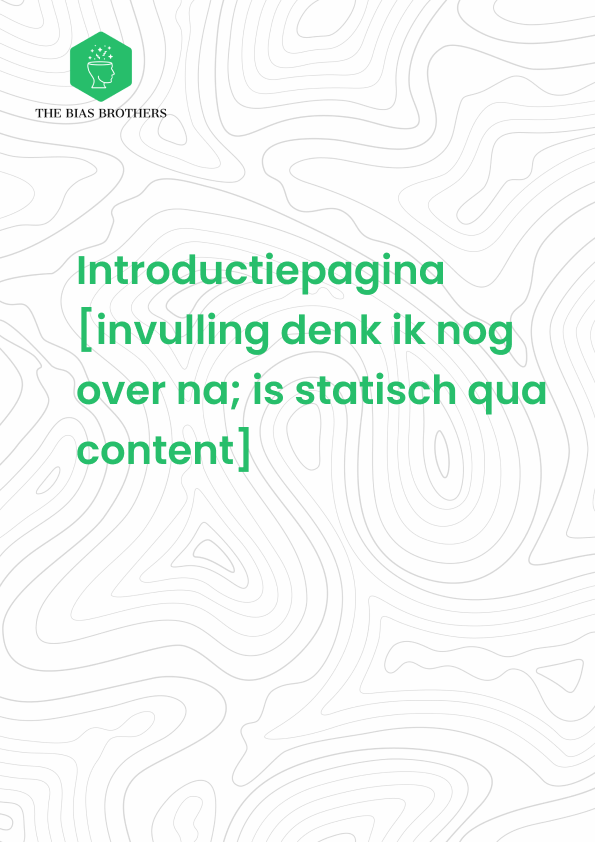 THE BIAS BROTHERS
Introductiepagina
[invulling denk ik nog
over na; is statisch qua
content]